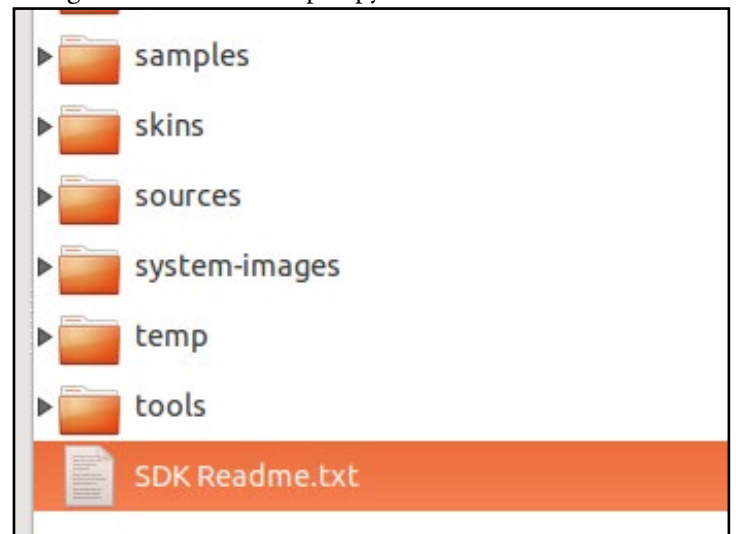 samples
skins
sources
system-images
temp
tools
SDK Readme.txt